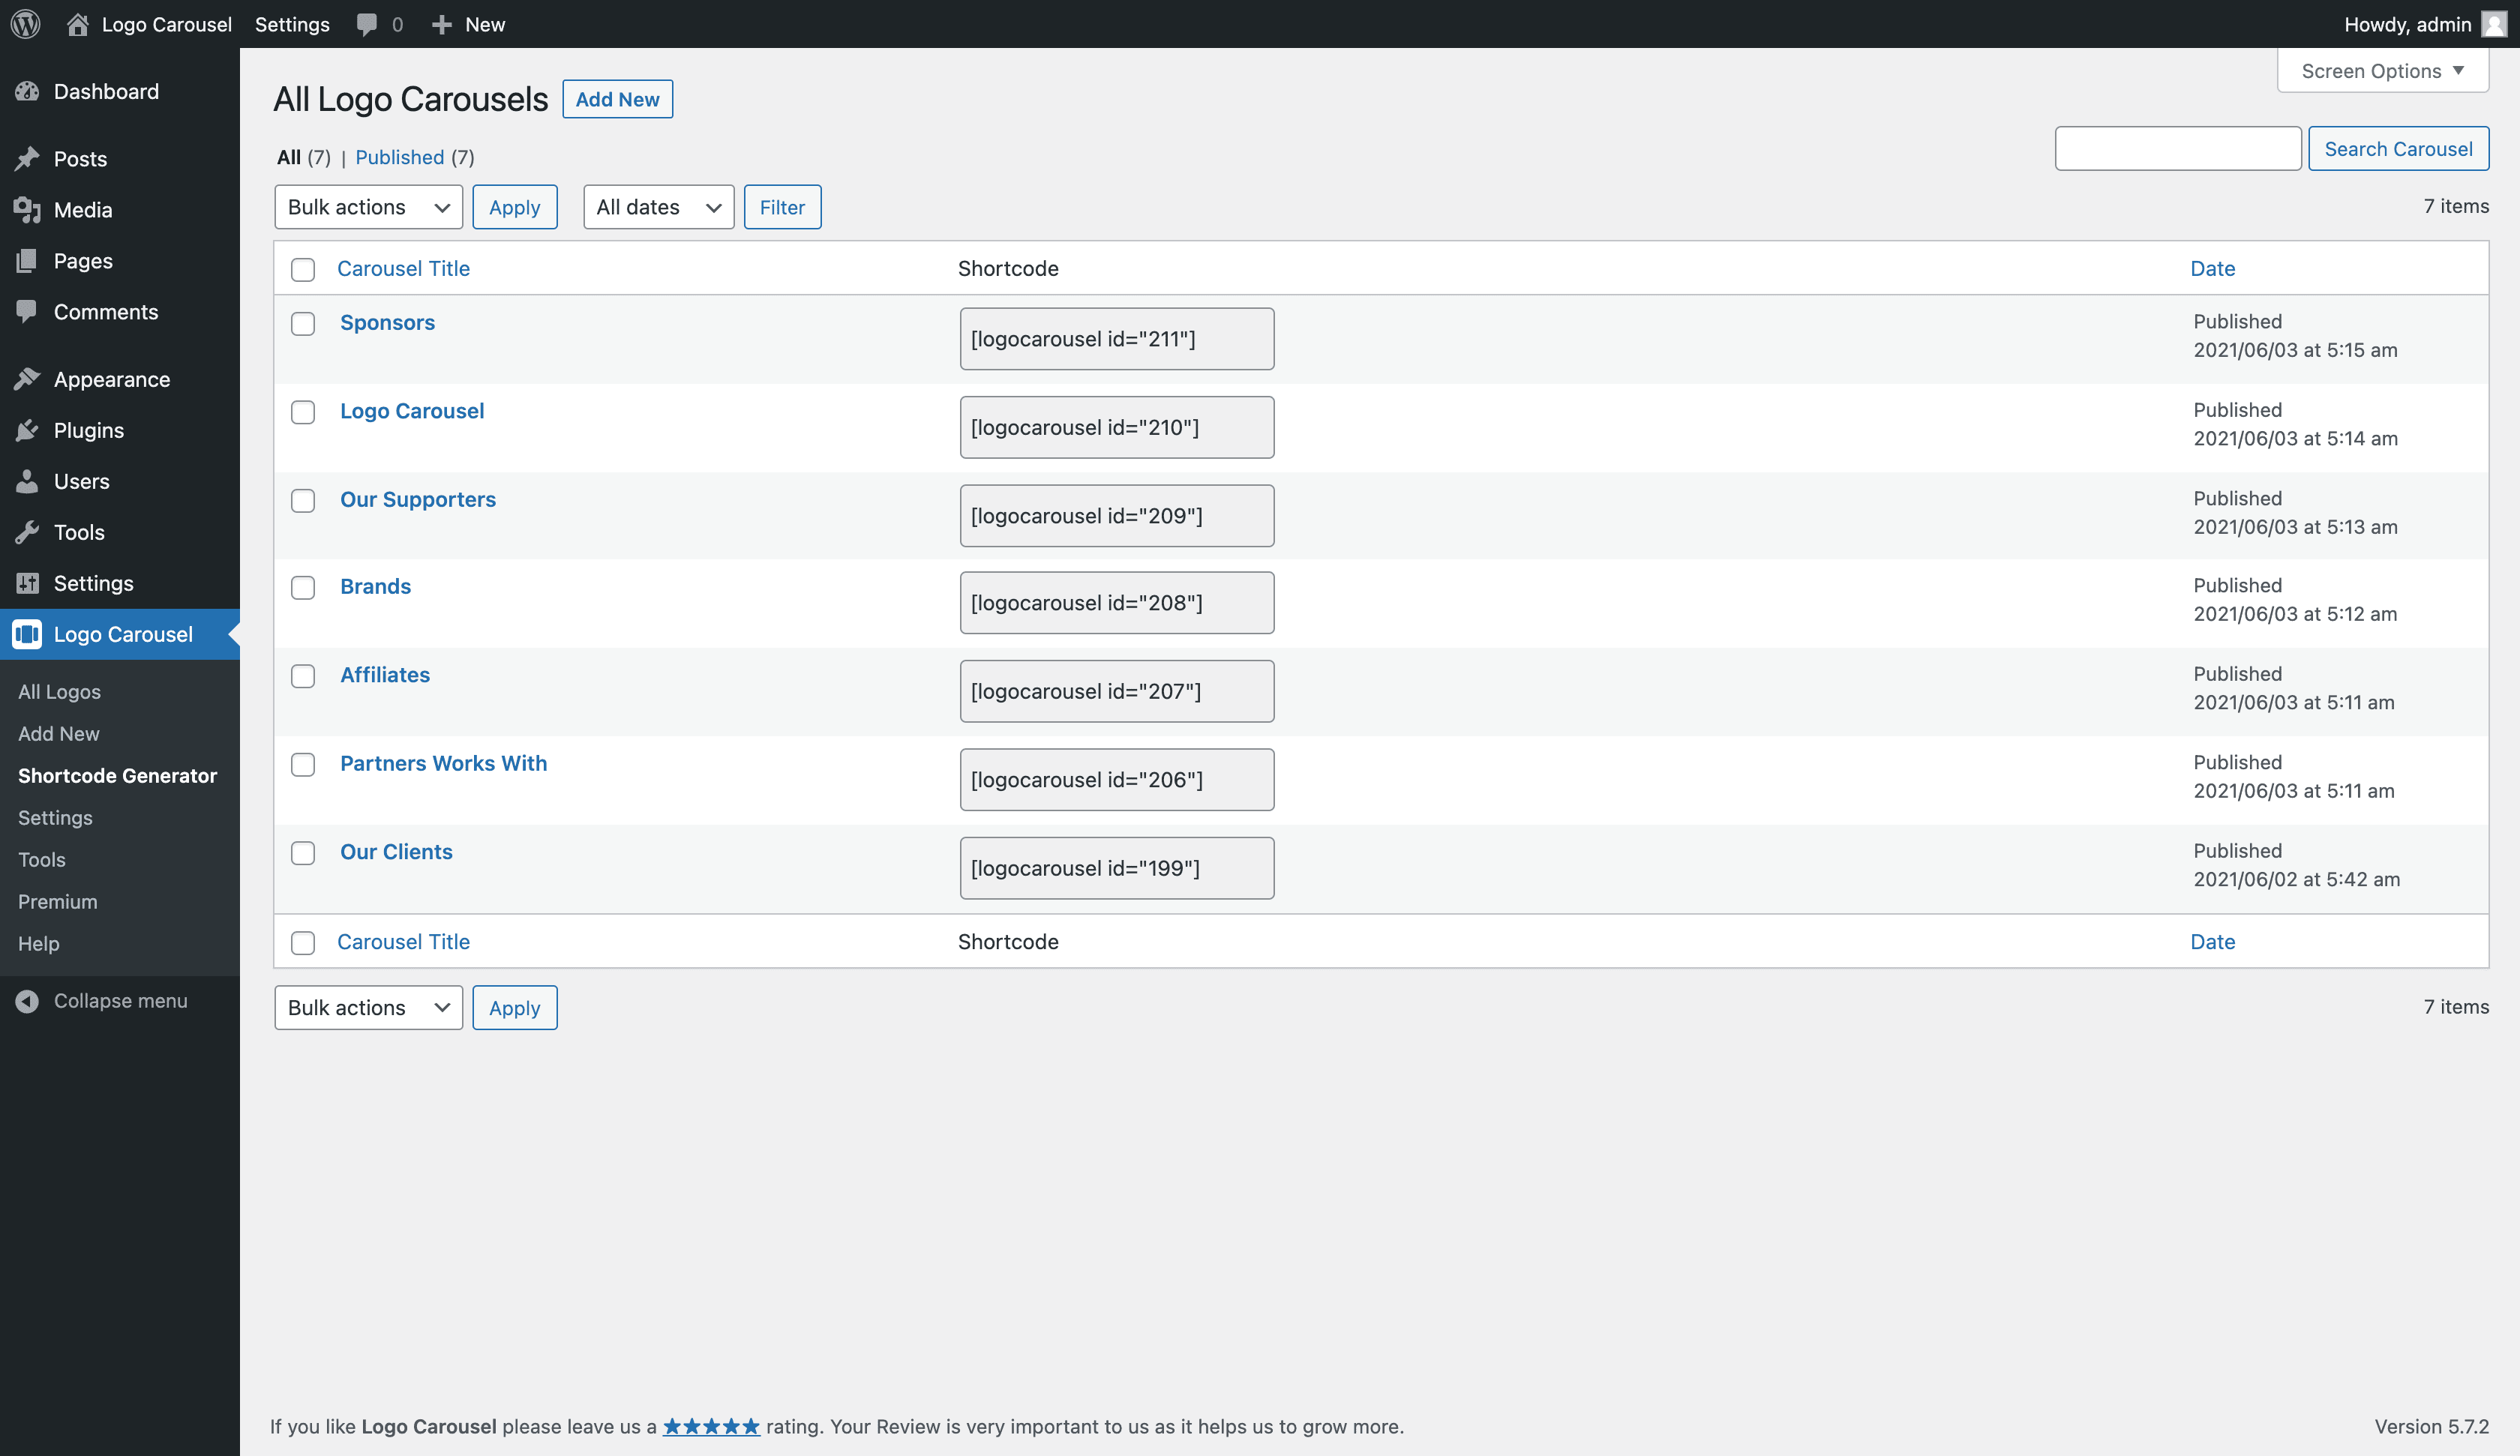 Logo Carousel Settings 0 New Howdy, admin
Dashboard
Posts
Media
Pages
Comments
Appearance
Plugins
Users
Tools
Settings
Logo Carousel
All Logos
Add New
Shortcode Generator
Settings
Tools
Premium
Help
Collapse menu
Screen Options
All Logo Carousels Add New
All (7) | Published (7)
Search Carousel
Bulk actions Apply All dates Filter 7 items
Carousel Title Shortcode Date
Sponsors [logocarousel id="211"] Published
2021/06/03 at 5:15 am
Logo Carousel [logocarousel id="210"] Published
2021/06/03 at 5:14 am
Our Supporters [logocarousel id="209"] Published
2021/06/03 at 5:13 am
Brands [logocarousel id="208"] Published
2021/06/03 at 5:12 am
Affiliates [logocarousel id="207"] Published
2021/06/03 at 5:11 am
Partners Works With [logocarousel id="206"] Published
2021/06/03 at 5:11 am
Our Clients [logocarousel id="199"] Published
2021/06/02 at 5:42 am
Carousel Title Shortcode Date
Bulk actions Apply 7 items
If you like Logo Carousel please leave us a ★★★★★ rating. Your Review is very important to us as it helps us to grow more. Version 5.7.2